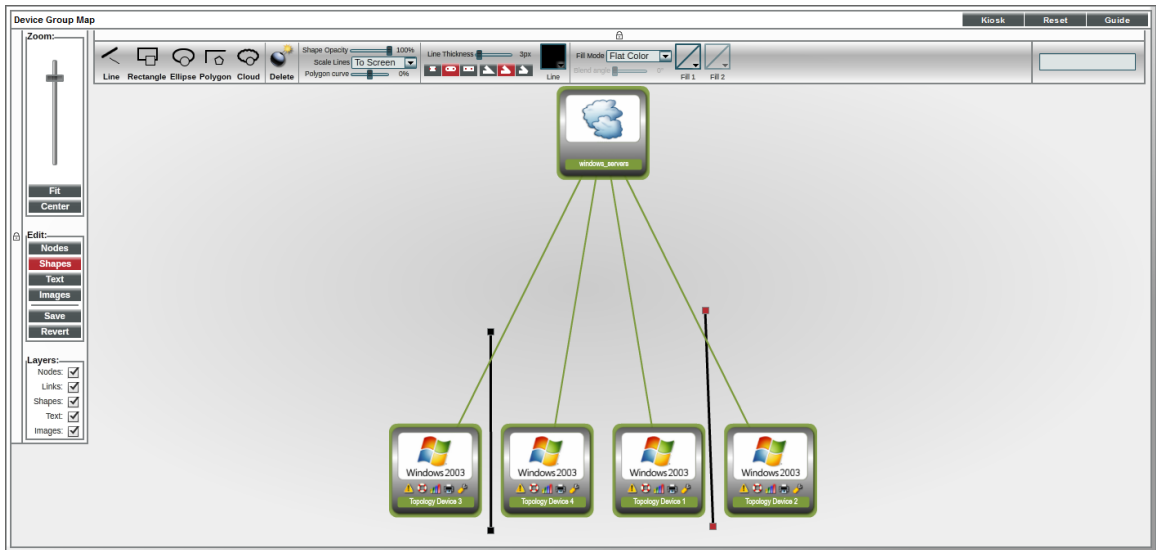 Device Group Map
Kiosk Reset Guide
Zoom:
Line Rectangle Ellipse Polygon Cloud Delete
Shape Opacity 100%
Scale Lines To Screen
Polygon curve 0%
Line Thickness 3px
Line
Fill Mode Flat Color
Blend angle 0°
Fill 1 Fill 2
windows_servers
Fit
Center
Edit:
Nodes
Shapes
Text
Images
Save
Revert
Layers:
Nodes:
Links:
Shapes:
Text:
Images:
Windows 2003 Windows 2003 Windows 2003 Windows 2003
Topology Device 3 Topology Device 4 Topology Device 1 Topology Device 2